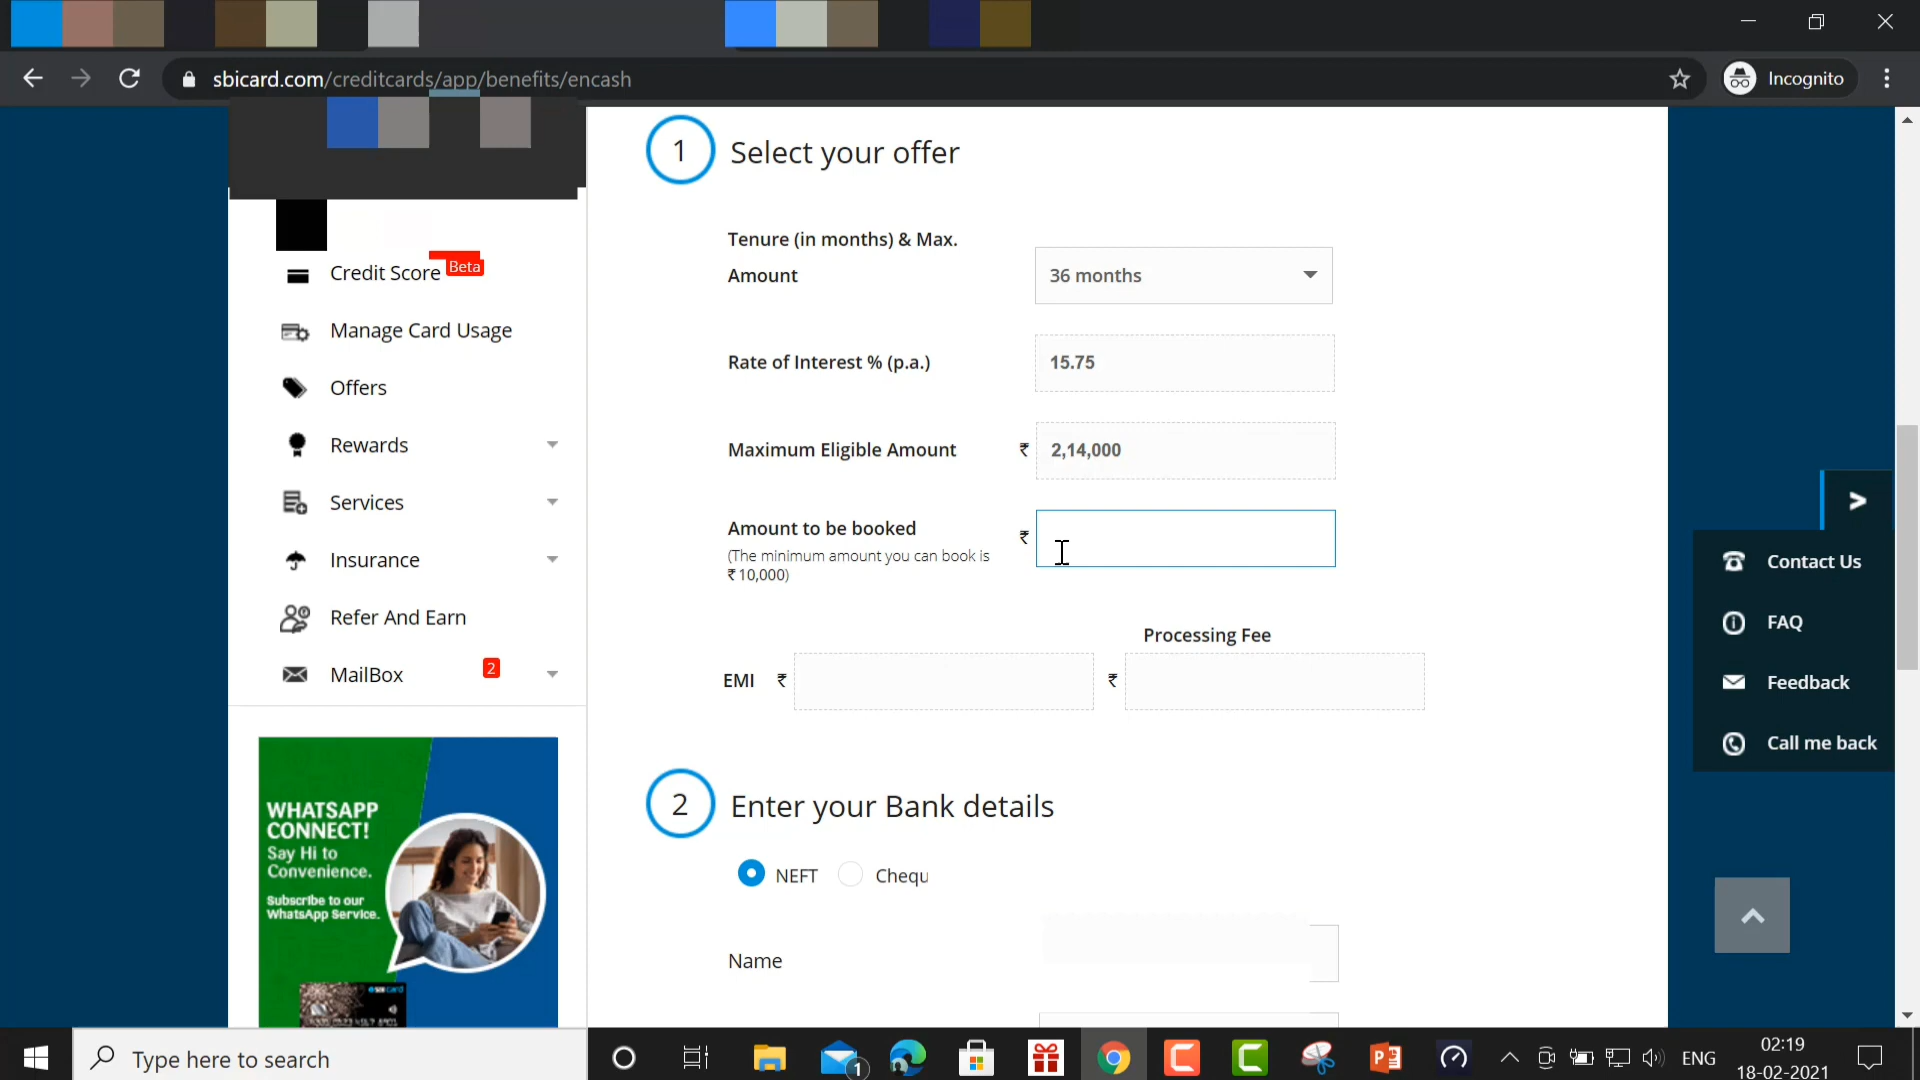 sbicard.com/creditcards/app/benefits/encash
Incognito
1 Select your offer
Tenure (in months) & Max.
Amount
36 months
Rate of Interest % (p.a.)
15.75
Maximum Eligible Amount
₹ 2,14,000
Amount to be booked
(The minimum amount you can book is
₹10,000)
₹
Processing Fee
EMI ₹
₹
2 Enter your Bank details
NEFT
Chequ
Name
Credit Score Beta
Manage Card Usage
Offers
Rewards
Services
Insurance
Refer And Earn
MailBox 2
WHATSAPP
CONNECT!
Say Hi to
Convenience.
Subscribe to our
WhatsApp Service.
>
Contact Us
FAQ
Feedback
Call me back
Type here to search
1
ENG
02:19
18-02-2021